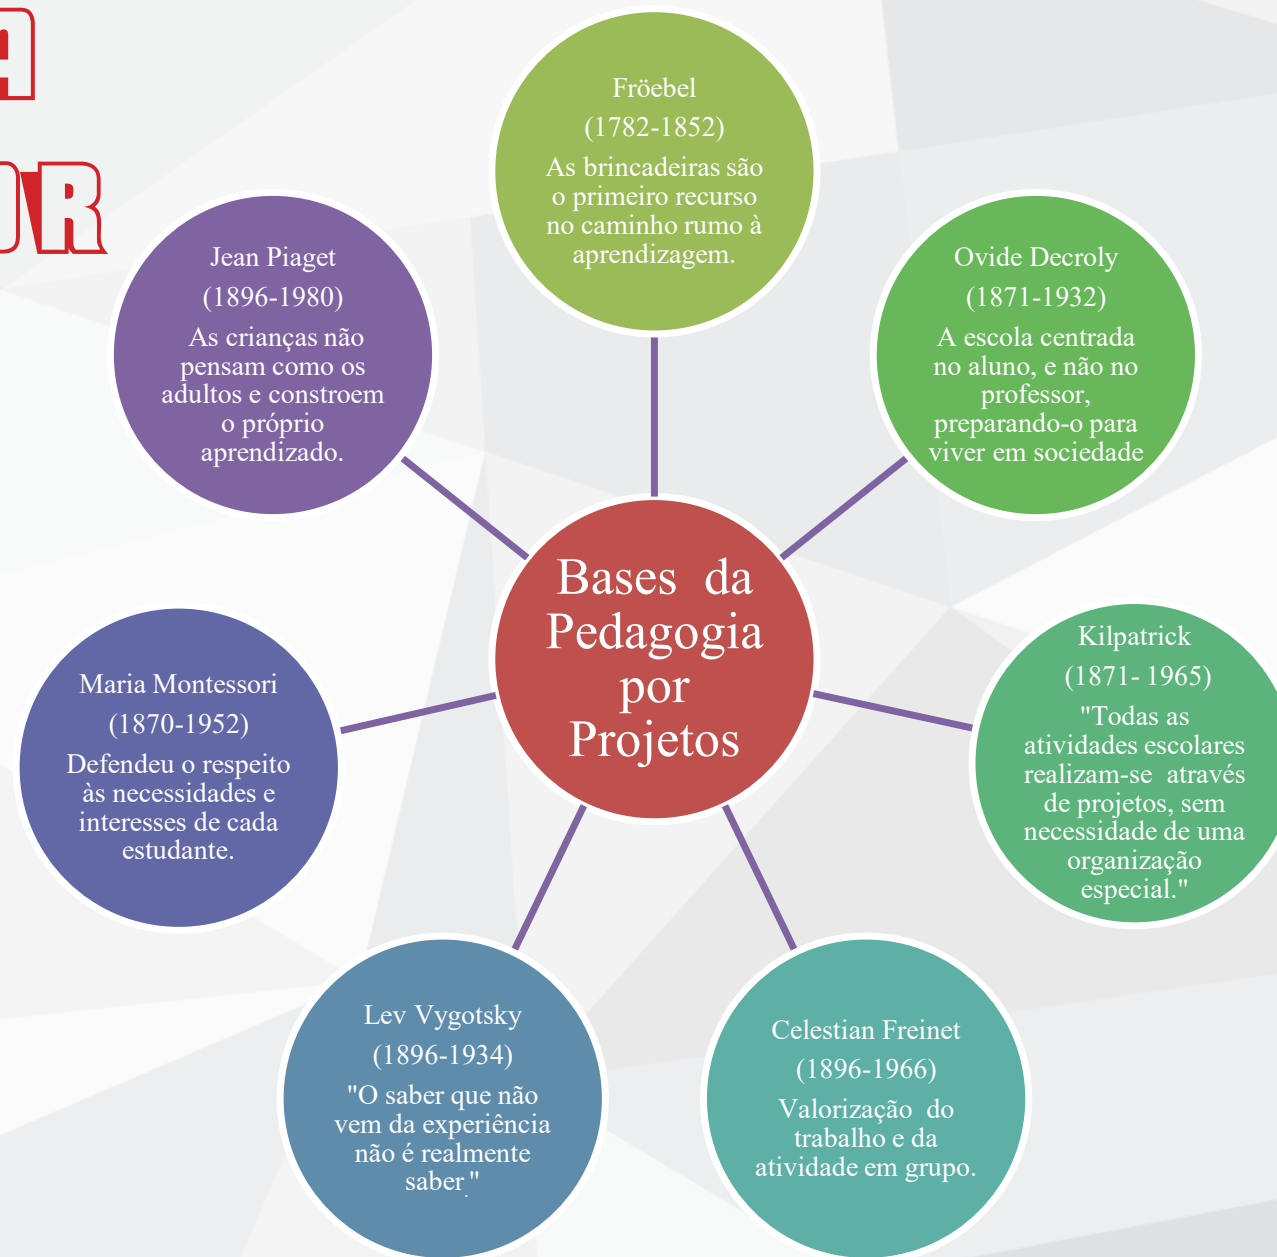 A
OR
Fröebel
(1782-1852)
As brincadeiras são
o primeiro recurso
no caminho rumo à
aprendizagem.
Ovide Decroly
(1871-1932)
A escola centrada
no aluno, e não no
professor,
preparando-o para
viver em sociedade
Kilpatrick
(1871- 1965)
"Todas as
atividades escolares
realizam-se  através
de projetos, sem
necessidade de uma
organização
especial."
Celestian Freinet
(1896-1966)
Valorização  do
trabalho e da
atividade em grupo.
Lev Vygotsky
(1896-1934)
"O saber que não
vem da experiência
não é realmente
saber."
Maria Montessori
(1870-1952)
Defendeu o respeito
às necessidades e
interesses de cada
estudante.
Jean Piaget
(1896-1980)
As crianças não
pensam como os
adultos e constroem
o próprio
aprendizado.
Bases  da
Pedagogia
por
Projetos